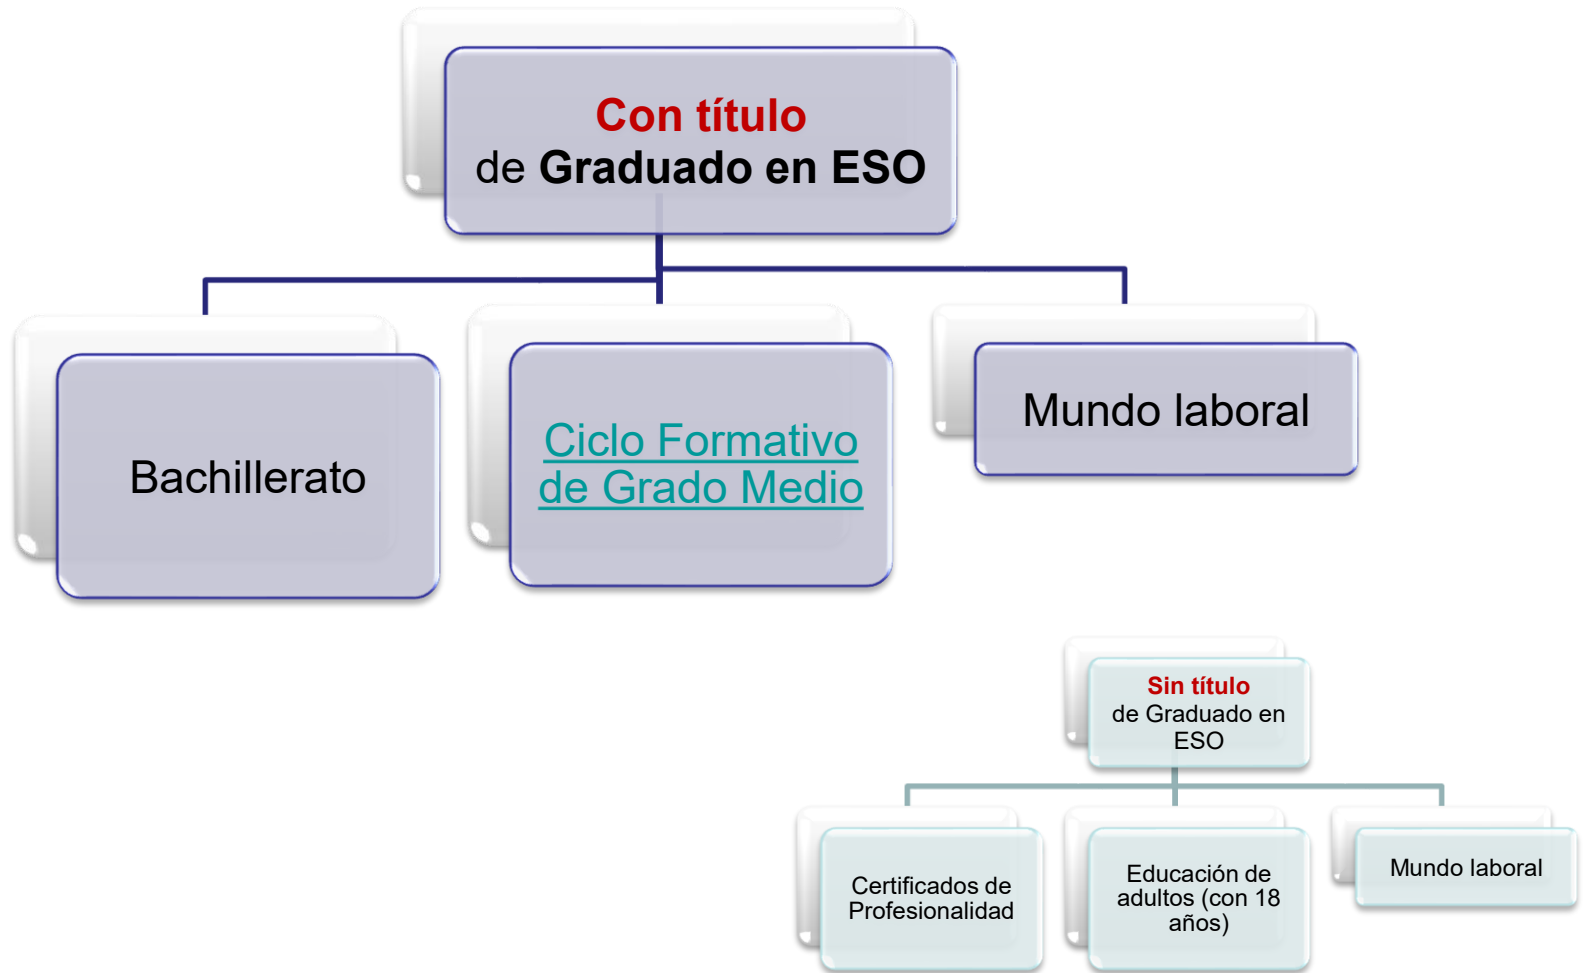 Con título
de Graduado en ESO
Bachillerato
Ciclo Formativo
de Grado Medio
Mundo laboral
Sin título
de Graduado en
ESO
Certificados de
Profesionalidad
Educación de
adultos (con 18
años)
Mundo laboral